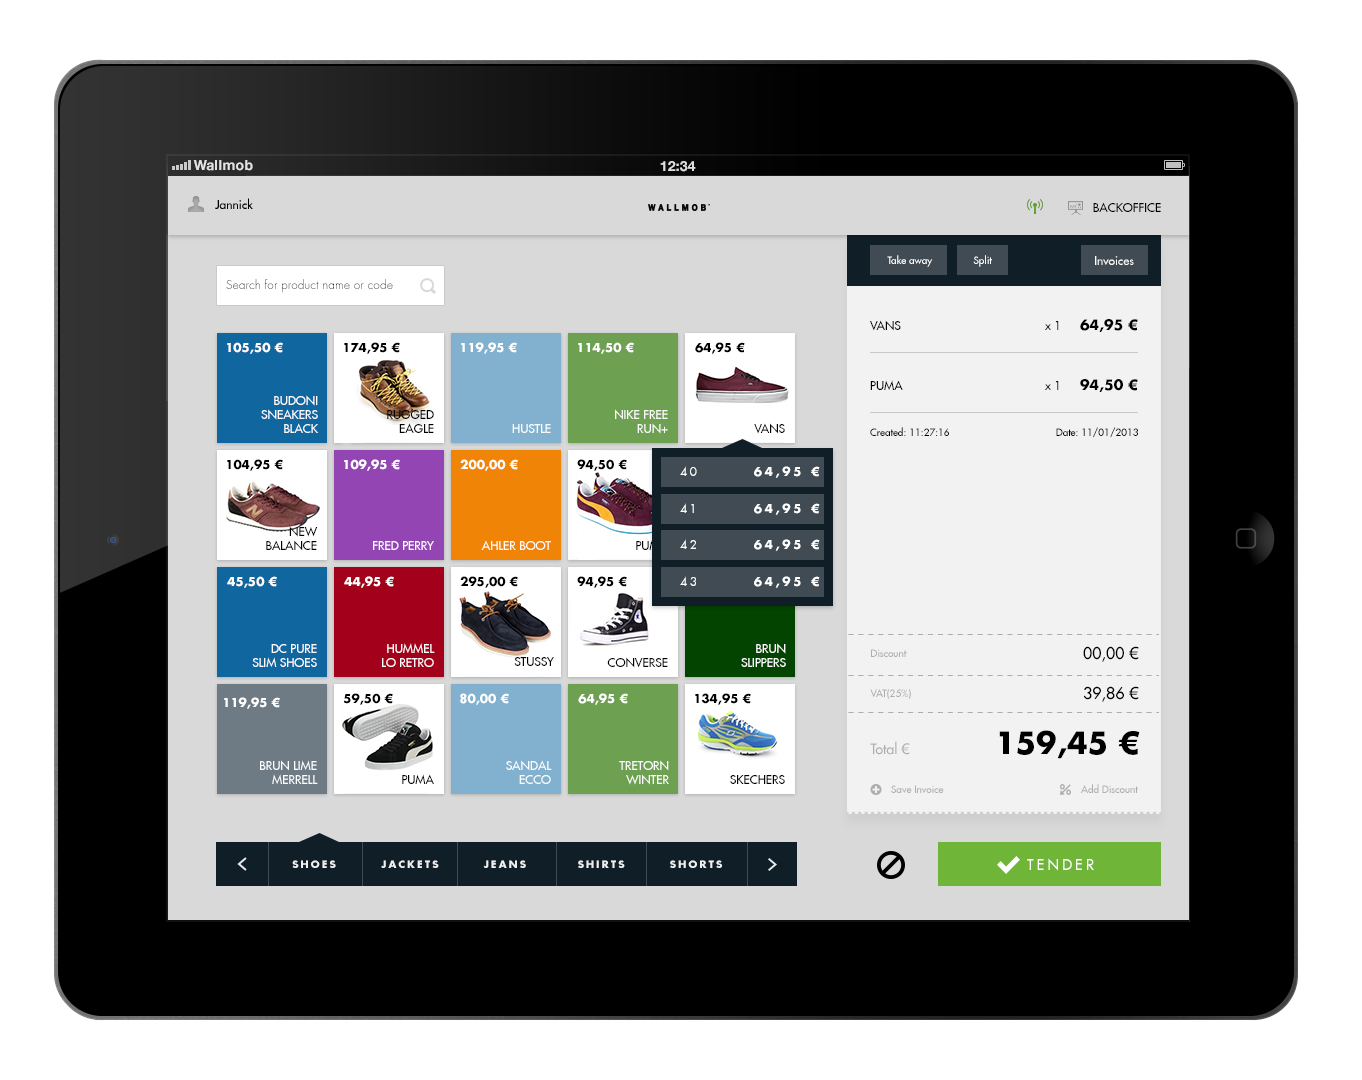 Wallmob
12:34
Jannick
WALLMOB
BACKOFFICE
Search for product name or code
105,50 €
BUDONI
SNEAKERS
BLACK
174,95 €
RUGGED
EAGLE
119,95 €
HUSTLE
114,50 €
NIKE FREE
RUN+
64,95 €
VANS
104,95 €
NEW
BALANCE
109,95 €
FRED PERRY
200,00 €
AHLER BOOT
94,50 €
40 64,95 €
41 64,95 €
42 64,95 €
43 64,95 €
45,50 €
DC PURE
SLIM SHOES
44,95 €
HUMMEL
LO RETRO
295,00 €
STUSSY
94,95 €
CONVERSE
BRUN
SLIPPERS
119,95 €
BRUN LIME
MERRELL
59,50 €
PUMA
80,00 €
SANDAL
ECCO
64,95 €
TRETORN
WINTER
134,95 €
SKECHERS
SHOES JACKETS JEANS SHIRTS SHORTS
Take away Split Invoices
VANS x 1 64,95 €
PUMA x 1 94,50 €
Created: 11:27:16 Date: 11/01/2013
Discount 00,00 €
VAT(25%) 39,86 €
Total € 159,45 €
Save Invoice Add Discount
TENDER